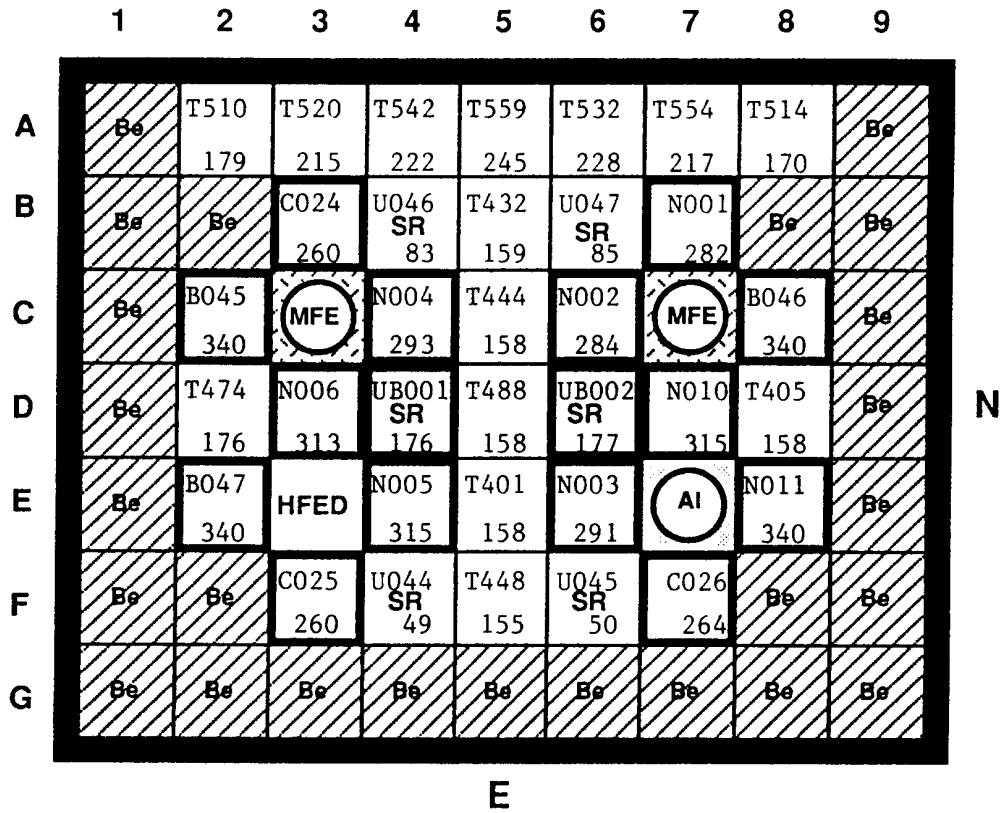 1 2 3 4 5 6 7 8 9
A Be T510 179 T520 215 T542 222 T559 245 T532 228 T554 217 T514 170 Be
B Be Be C024 260 U046 SR 83 T432 159 U047 SR 85 N001 282 Be Be
C Be B045 340 MFE N004 293 T444 158 N002 284 MFE B046 340 Be
D Be T474 176 N006 313 UB001 SR 176 T488 158 UB002 SR 177 N010 315 T405 158 Be
N
E Be B047 340 HFED N005 315 T401 158 N003 291 Al N011 340 Be
F Be Be C025 260 U044 SR 49 T448 155 U045 SR 50 C026 264 Be Be
G Be Be Be Be Be Be Be Be Be
E